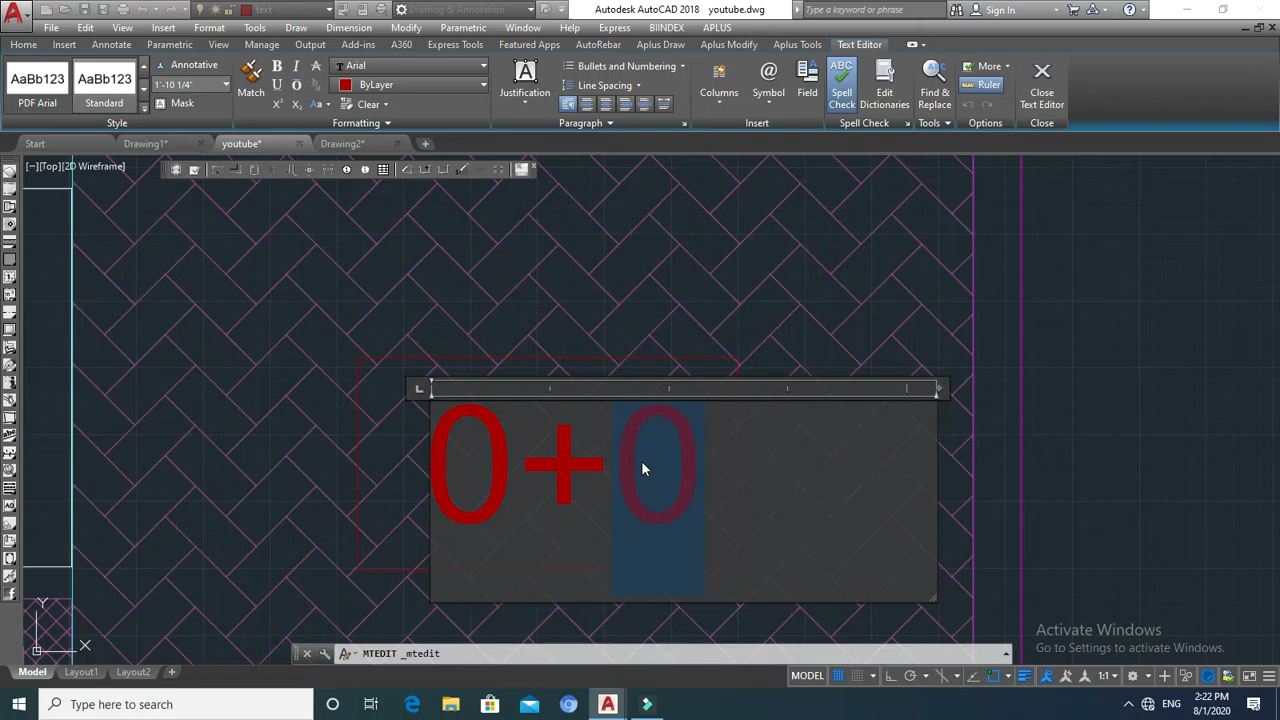 Autodesk AutoCAD 2018 youtube.dwg
text
Drafting & Annotation
Type a keyword or phrase
Sign In
File Edit View Insert Format Tools Draw Dimension Modify Parametric Window Help Express BIINDEX APLUS
Home Insert Annotate Parametric View Manage Output Add-ins A360 Express Tools Featured Apps AutoRebar Aplus Draw Aplus Modify Aplus Tools Text Editor
AaBb123 AaBb123
PDF Arial Standard
Annotative
1'-10 1/4"
Mask
Style
Match
Arial
ByLayer
Clear
Formatting
Justification
Bullets and Numbering
Line Spacing
Paragraph
Columns Symbol Field
Insert
ABC
Spell Check
Edit Dictionaries
Spell Check
Find & Replace
Tools
More
Ruler
Options
Close Text Editor
Close
Start Drawing1* youtube* Drawing2*
[−][Top][2D Wireframe]
0+0
Y
X
Activate Windows
Go to Settings to activate Windows.
MTEDIT _mtedit
Model Layout1 Layout2
MODEL
1:1
Type here to search
ENG
2:22 PM
8/1/2020